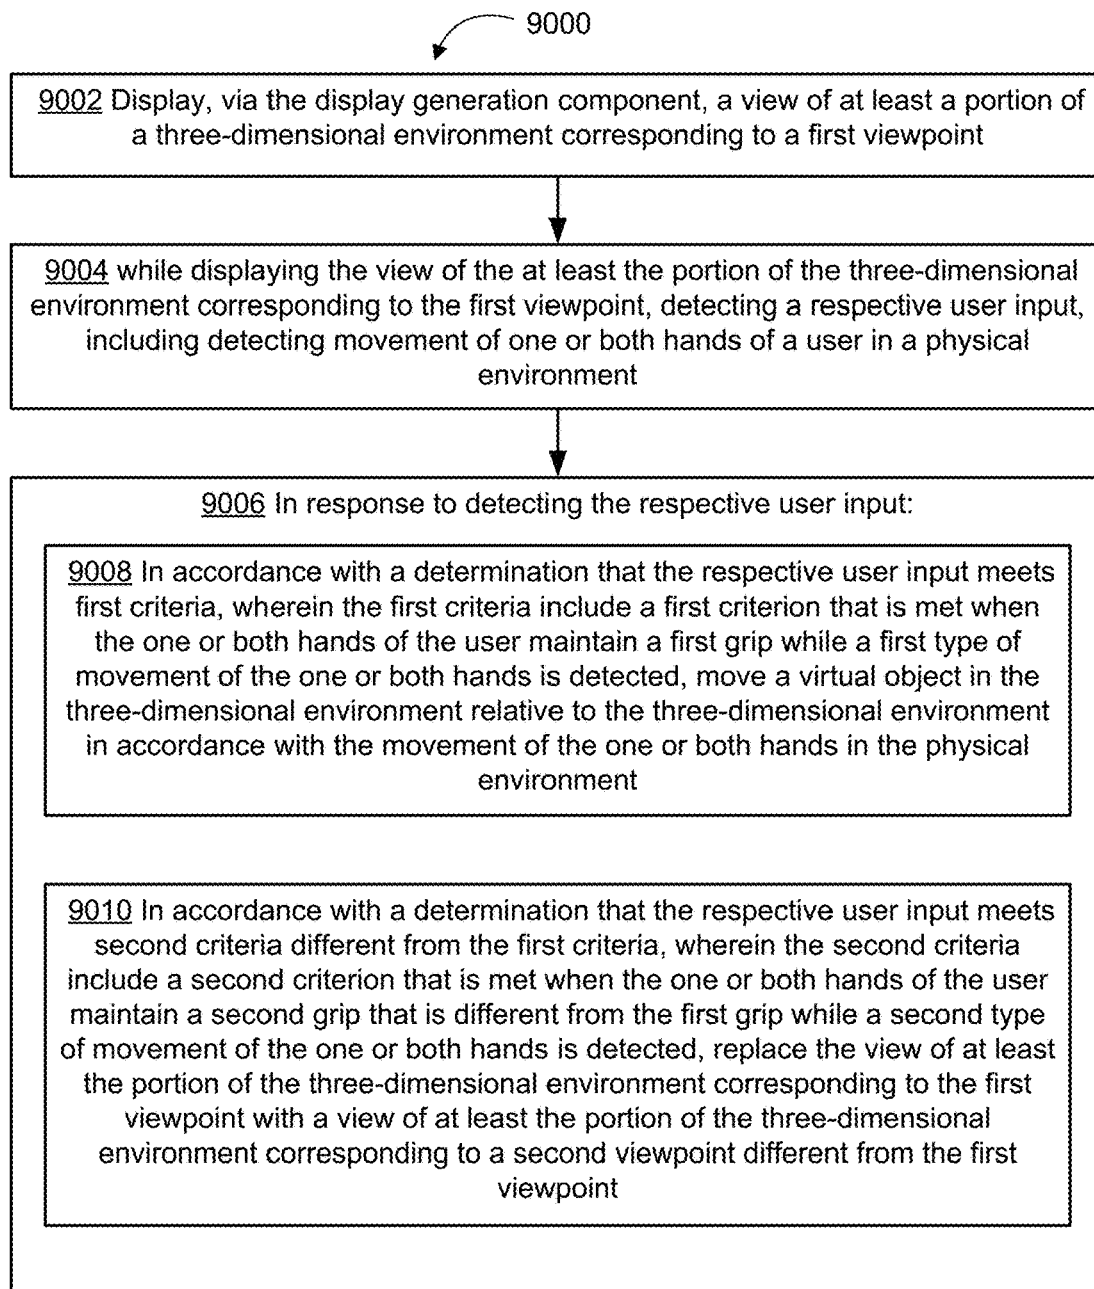 9000
9002 Display, via the display generation component, a view of at least a portion of
a three-dimensional environment corresponding to a first viewpoint
9004 while displaying the view of the at least the portion of the three-dimensional
environment corresponding to the first viewpoint, detecting a respective user input,
including detecting movement of one or both hands of a user in a physical
environment
9006 In response to detecting the respective user input:
9008 In accordance with a determination that the respective user input meets
first criteria, wherein the first criteria include a first criterion that is met when
the one or both hands of the user maintain a first grip while a first type of
movement of the one or both hands is detected, move a virtual object in the
three-dimensional environment relative to the three-dimensional environment
in accordance with the movement of the one or both hands in the physical
environment
9010 In accordance with a determination that the respective user input meets
second criteria different from the first criteria, wherein the second criteria
include a second criterion that is met when the one or both hands of the user
maintain a second grip that is different from the first grip while a second type
of movement of the one or both hands is detected, replace the view of at least
the portion of the three-dimensional environment corresponding to the first
viewpoint with a view of at least the portion of the three-dimensional
environment corresponding to a second viewpoint different from the first
viewpoint